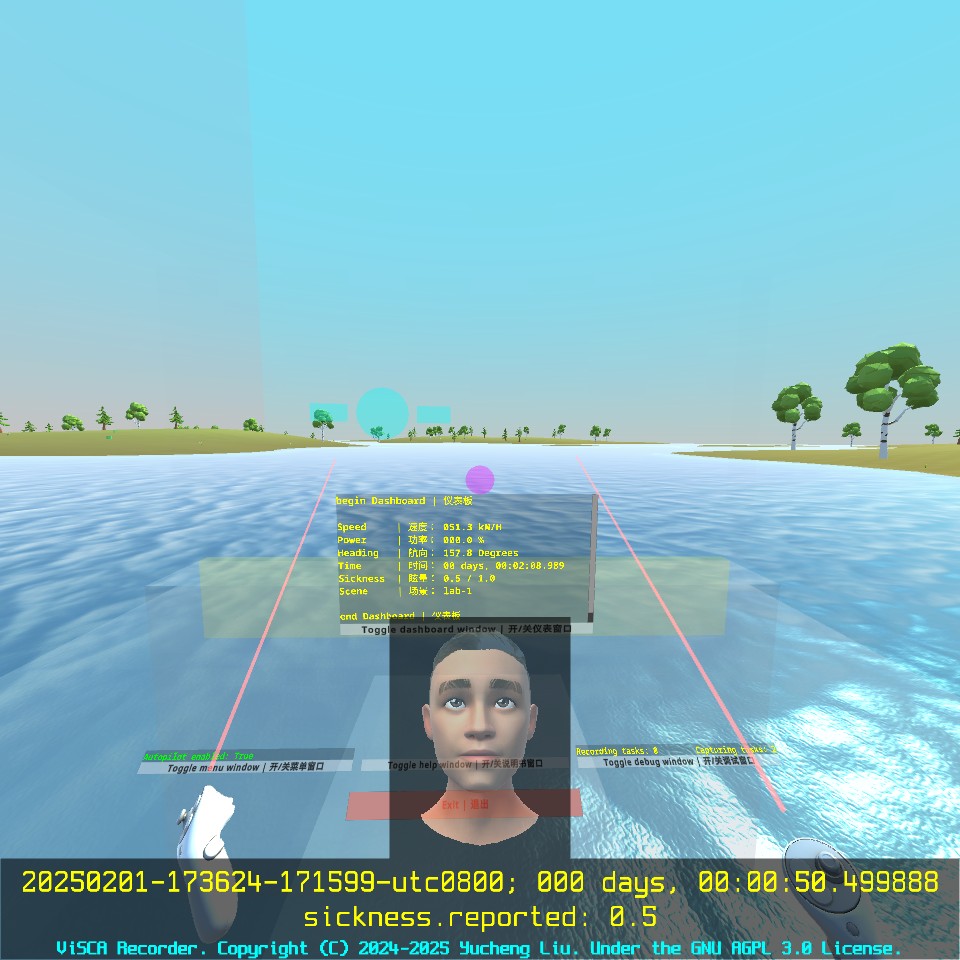 begin Dashboard | 仪表板
Speed | 速度: 051.3 kN/H
Power | 功率: 000.0 %
Heading | 航向: 157.8 Degrees
Time | 时间: 00 days, 00:02:08.989
Sickness | 眩晕: 0.5 / 1.0
Scene | 场景: lab-1
end Dashboard | 仪表板
Toggle dashboard window | 开/关仪表窗口
Autopilot enabled: True
Toggle menu window | 开/关菜单窗口
Toggle help window | 开/关说明书窗口
Recording tasks: 0 Capturing tasks:
Toggle debug window | 开/关调试窗口
Exit | 退出
20250201-173624-171599-utc0800; 000 days, 00:00:50.499888
sickness.reported: 0.5
ViSCA Recorder. Copyright (C) 2024-2025 Yucheng Liu. Under the GNU AGPL 3.0 License.